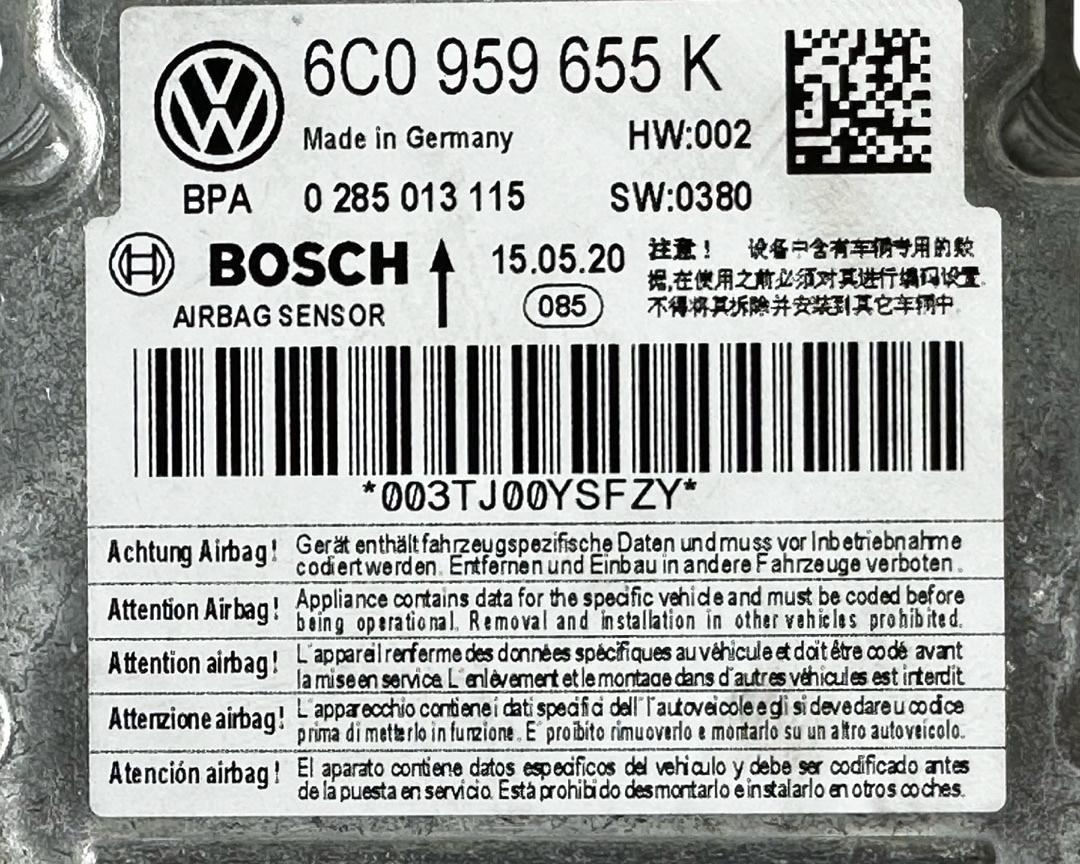 6C0 959 655 K
Made in Germany HW:002
BPA 0 285 013 115 SW:0380
BOSCH
AIRBAG SENSOR
15.05.20
085
注意！ 设备中含有车辆专用的数
据,在使用之前必须对其进行编码设置.
不得将其拆除并安装到其它车辆中.
*003TJ00YSFZY*
Achtung Airbag! Gerät enthält fahrzeugspezifische Daten und muss vor Inbetriebnahme
codiert werden. Entfernen und Einbau in andere Fahrzeuge verboten.
Attention Airbag! Appliance contains data for the specific vehicle and must be coded before
being operational. Removal and installation in other vehicles prohibited.
Attention airbag! L'appareil renferme des données spécifiques au véhicule et doit être codé avant
la mise en service. L'enlèvement et le montage dans d'autres véhicules est interdit.
Attenzione airbag! L'apparecchio contiene i dati specifici dell' l'autoveicolo e gli si deve dare u codice
prima di metterlo in funzione. E' proibito rimuoverlo e montarlo su un altro autoveicolo.
Atención airbag! El aparato contiene datos especificos del vehiculo y debe ser codificado antes
de la puesta en servicio. Está prohibido desmontarlo e instalarlo en otros coches.